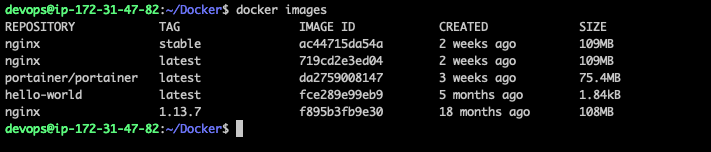 devops@ip-172-31-47-82:~/Docker$ docker images
REPOSITORY TAG IMAGE ID CREATED SIZE
nginx stable ac44715da54a 2 weeks ago 109MB
nginx latest 719cd2e3ed04 2 weeks ago 109MB
portainer/portainer latest da2759008147 3 weeks ago 75.4MB
hello-world latest fce289e99eb9 5 months ago 1.84kB
nginx 1.13.7 f895b3fb9e30 18 months ago 108MB
devops@ip-172-31-47-82:~/Docker$